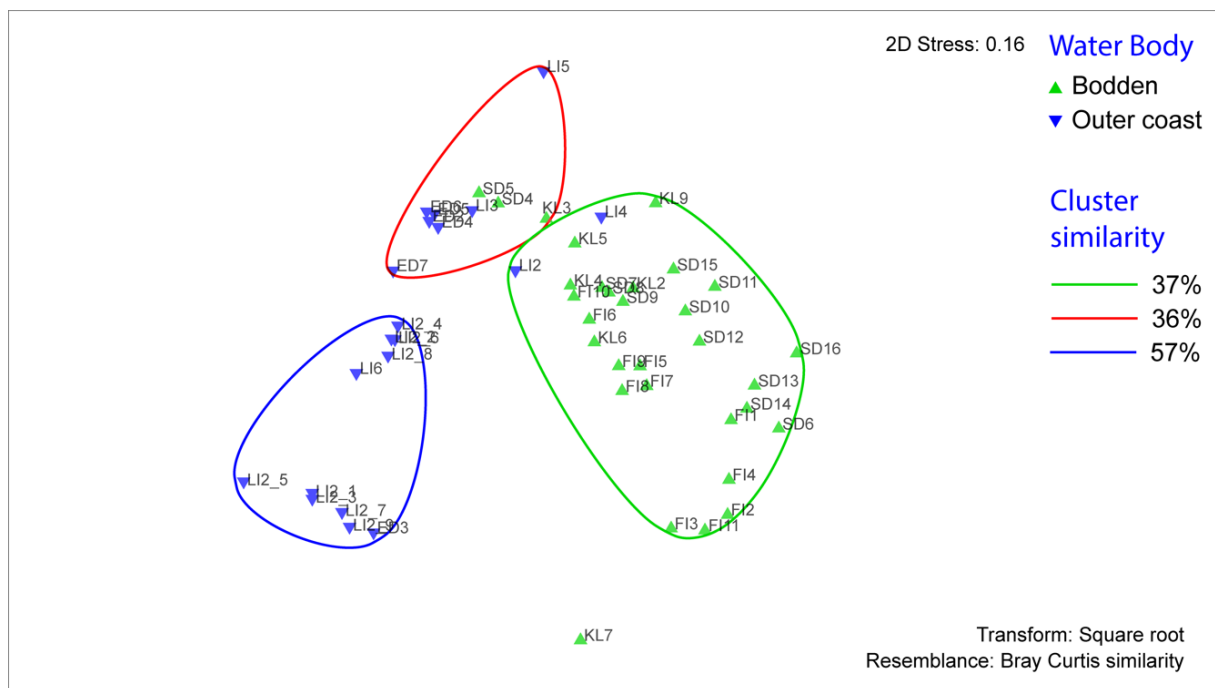 2D Stress: 0.16
Water Body
Bodden
Outer coast
Cluster
similarity
37%
36%
57%
LI5
SD5
SD4
LI3
ED4
KL3
LI4
KL9
ED7
LI2
KL5
SD15
KL4
SD7
KL2
SD11
FI10
SD8
SD9
SD10
FI6
LI2_4
KL6
SD12
LI2_8
SD16
LI6
FI9
FI5
FI8
FI7
SD13
SD14
FI1
SD6
LI2_5
LI2_1
LI2_3
FI4
LI2_7
FI2
LI2_9
ED3
FI3
FI11
KL7
Transform: Square root
Resemblance: Bray Curtis similarity